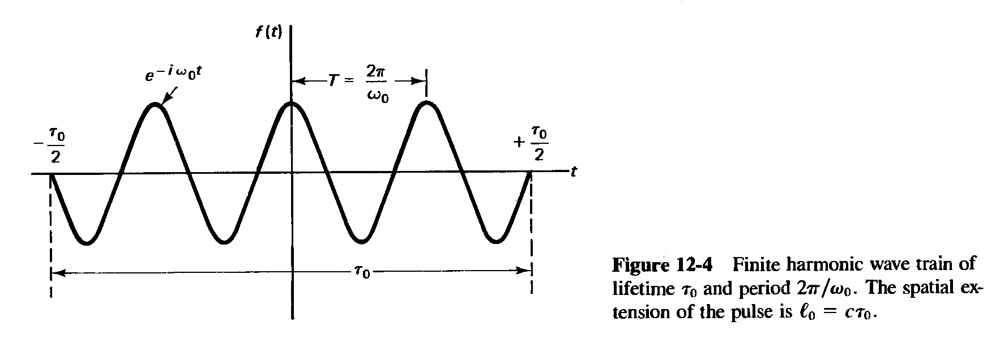 f(t)
e^{-iω₀t}
T = 2π/ω₀
-τ₀/2
+τ₀/2
t
τ₀
Figure 12-4 Finite harmonic wave train of
lifetime τ₀ and period 2π/ω₀. The spatial ex-
tension of the pulse is ℓ₀ = cτ₀.